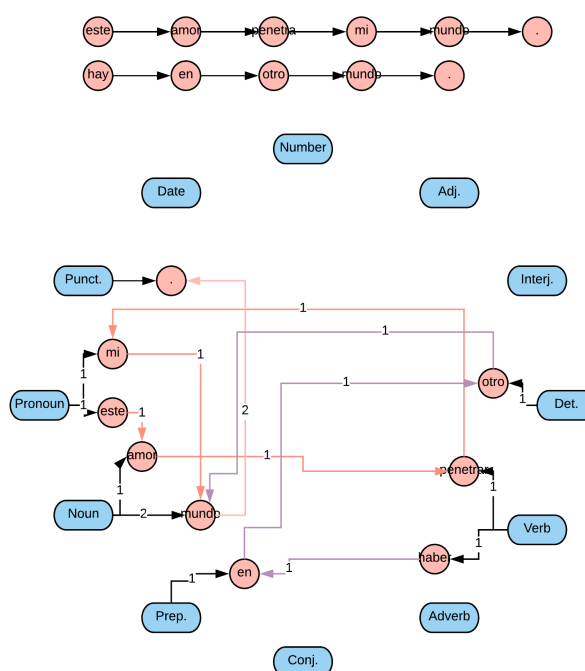 este amor penetra mi mundo .
hay en otro mundo .
Number
Date Adj.
Punct. . Interj.
1
mi 1 1
1 1 otro
Pronoun 1 este 1 2 1 Det.
amor 1 penetrar
1 1
Noun 2 mundo Verb
1
haber
en 1
1
Prep. Adverb
Conj.